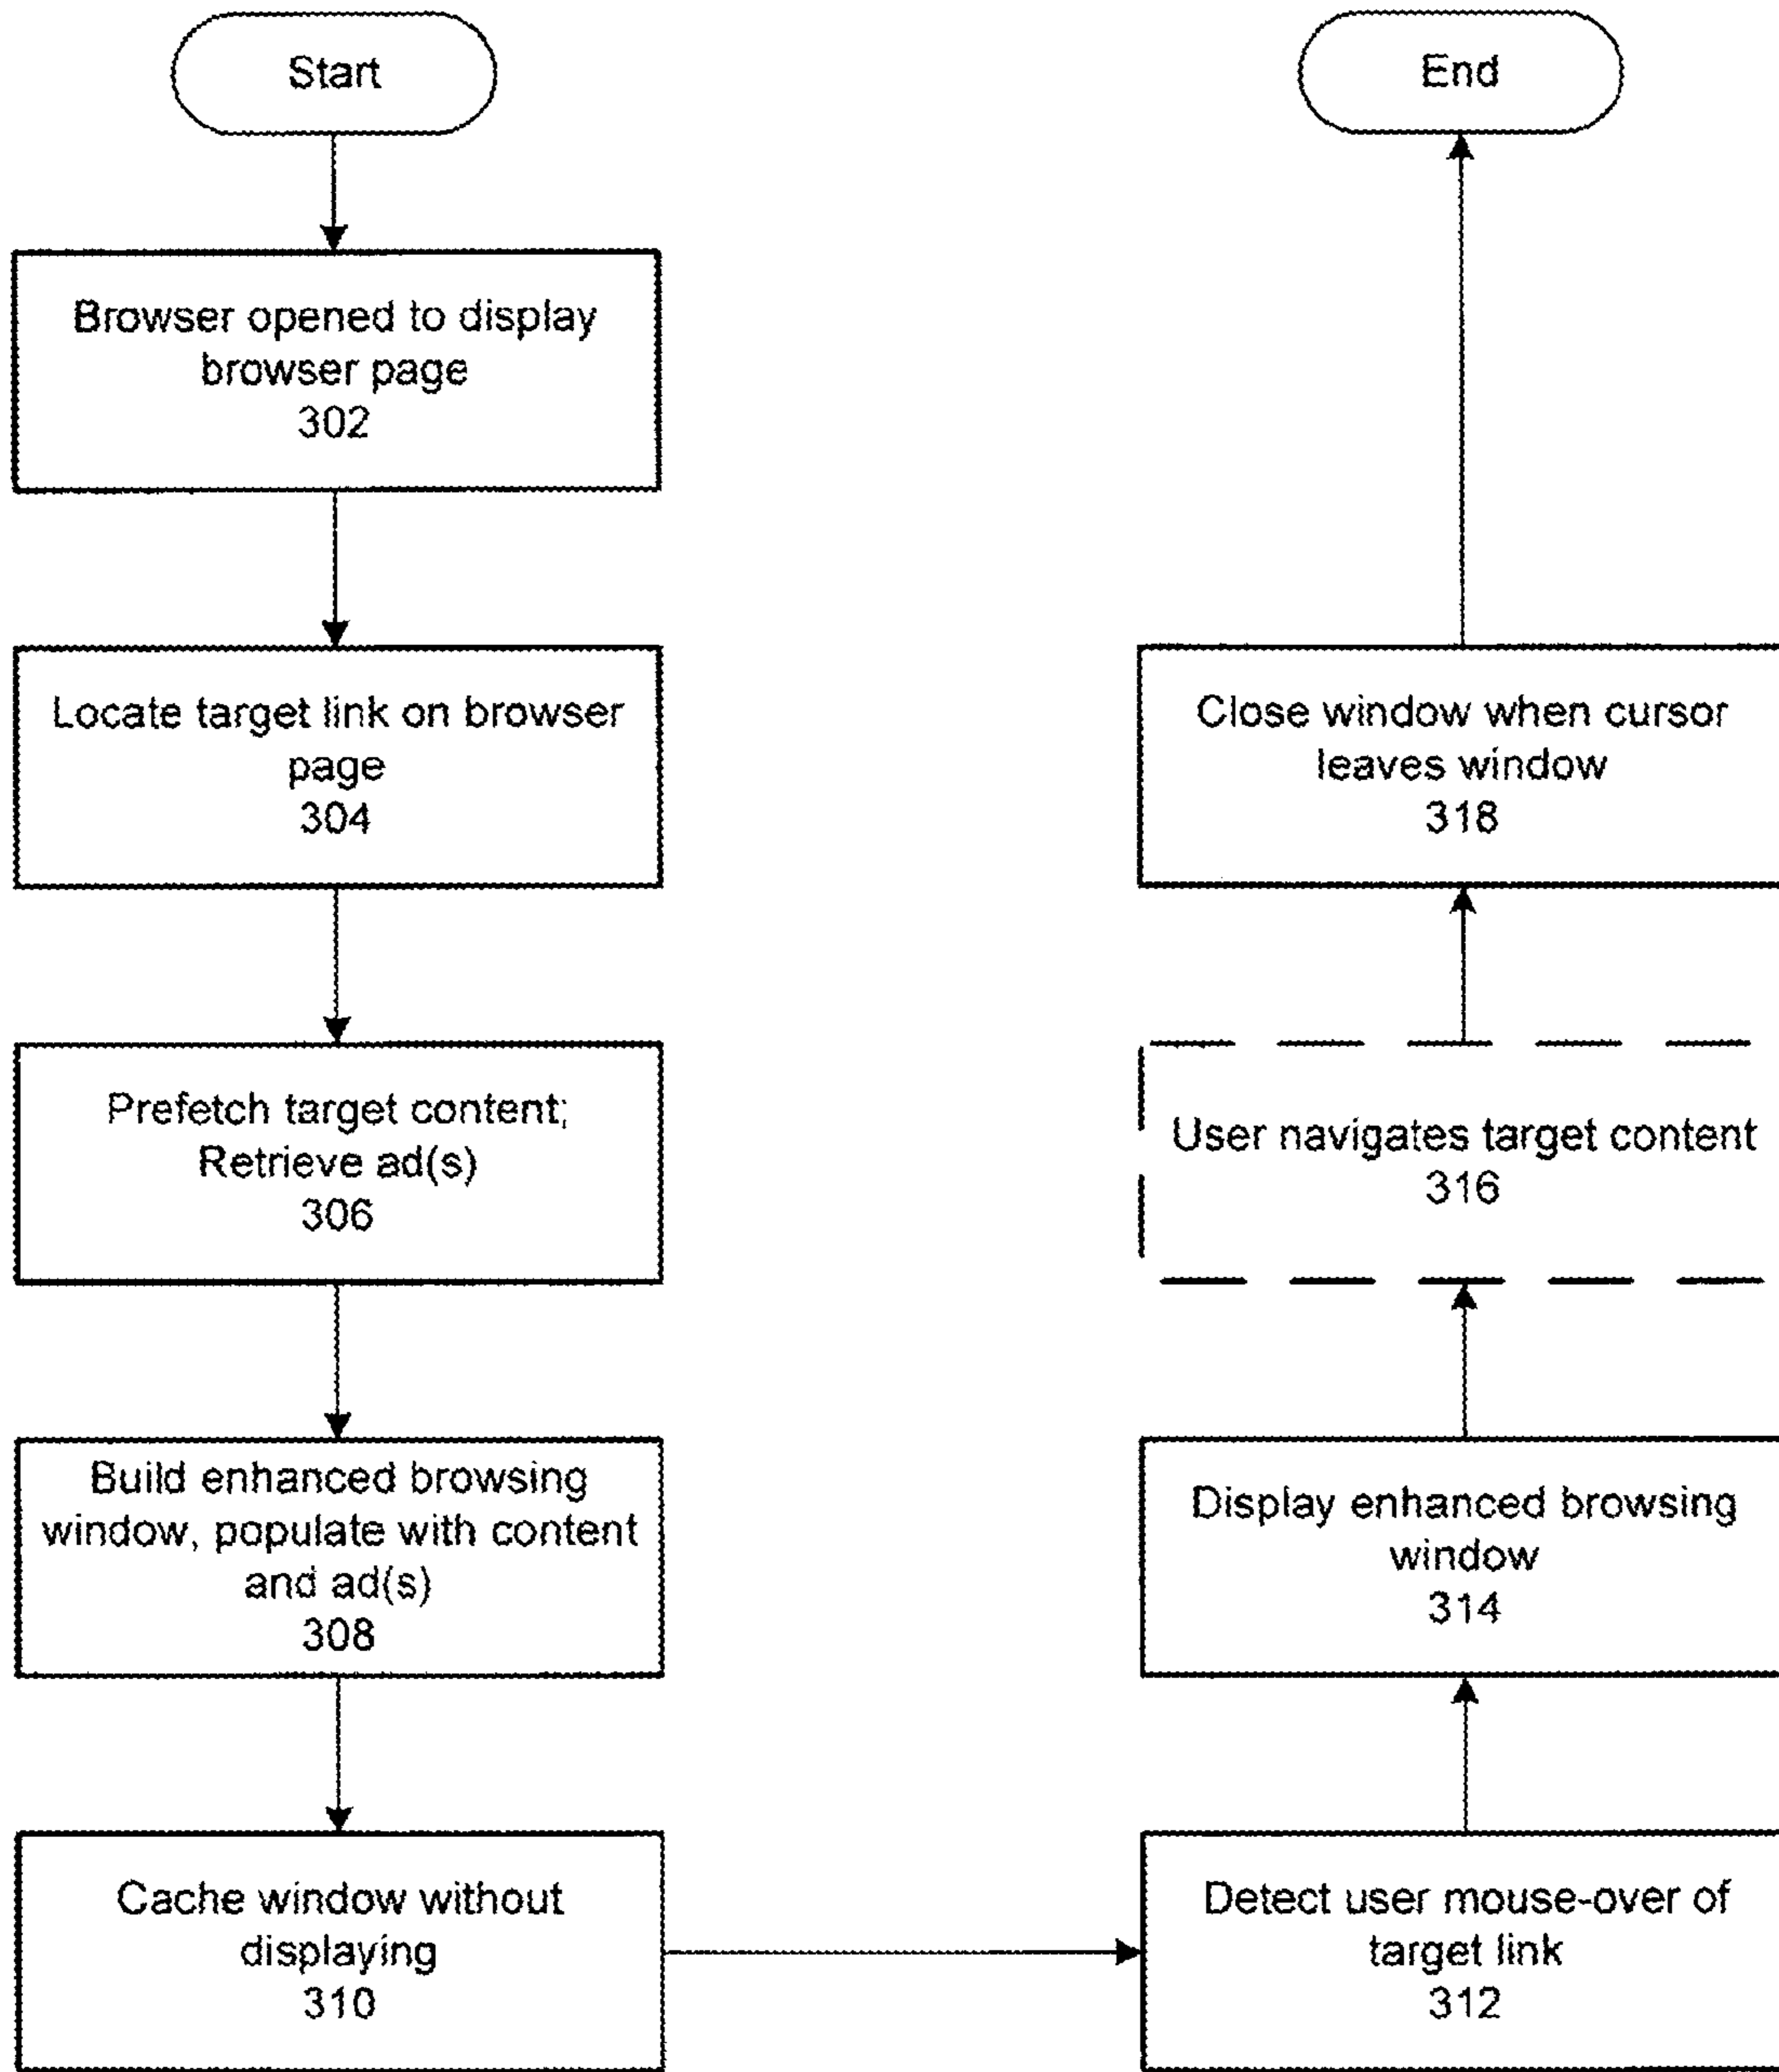 Start
Browser opened to display
browser page
302
Locate target link on browser
page
304
Prefetch target content;
Retrieve ad(s)
306
Build enhanced browsing
window, populate with content
and ad(s)
308
Cache window without
displaying
310
Detect user mouse-over of
target link
312
Display enhanced browsing
window
314
User navigates target content
316
Close window when cursor
leaves window
318
End